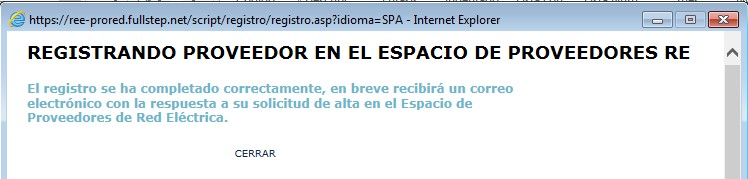 https://ree-prored.fullstep.net/script/registro/registro.asp?idioma=SPA - Internet Explorer
REGISTRANDO PROVEEDOR EN EL ESPACIO DE PROVEEDORES RE
El registro se ha completado correctamente, en breve recibirá un correo
electrónico con la respuesta a su solicitud de alta en el Espacio de
Proveedores de Red Eléctrica.
CERRAR